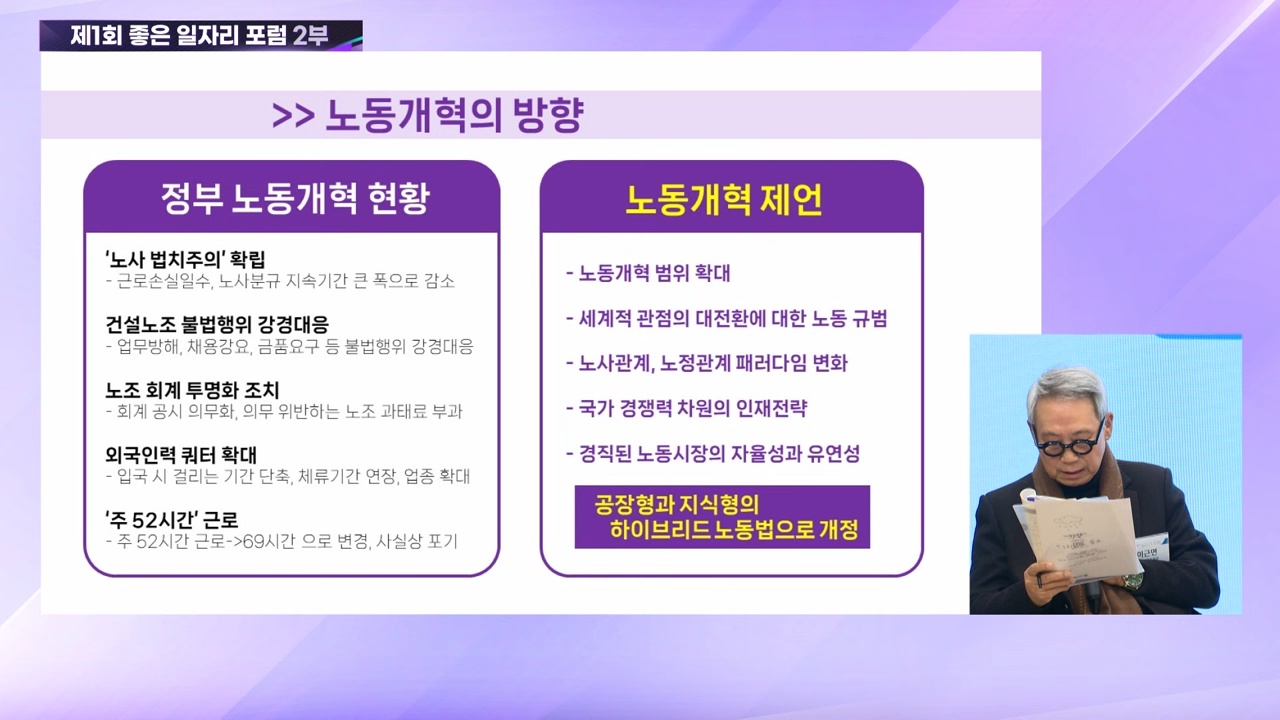 제1회 좋은 일자리 포럼 2부
>> 노동개혁의 방향
정부 노동개혁 현황
‘노사 법치주의’ 확립
- 근로손실일수, 노사분규 지속기간 큰 폭으로 감소
건설노조 불법행위 강경대응
- 업무방해, 채용강요, 금품요구 등 불법행위 강경대응
노조 회계 투명화 조치
- 회계 공시 의무화, 의무 위반하는 노조 과태료 부과
외국인력 쿼터 확대
- 입국 시 걸리는 기간 단축, 체류기간 연장, 업종 확대
‘주 52시간’ 근로
- 주 52시간 근로->69시간 으로 변경, 사실상 포기
노동개혁 제언
- 노동개혁 범위 확대
- 세계적 관점의 대전환에 대한 노동 규범
- 노사관계, 노정관계 패러다임 변화
- 국가 경쟁력 차원의 인재전략
- 경직된 노동시장의 자율성과 유연성
공장형과 지식형의
하이브리드 노동법으로 개정
이근면